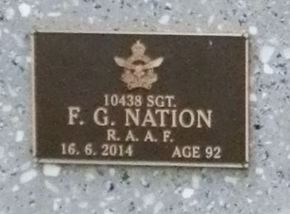 10438 SGT.
F. G. NATION
R. A. A. F.
16. 6. 2014 AGE 92